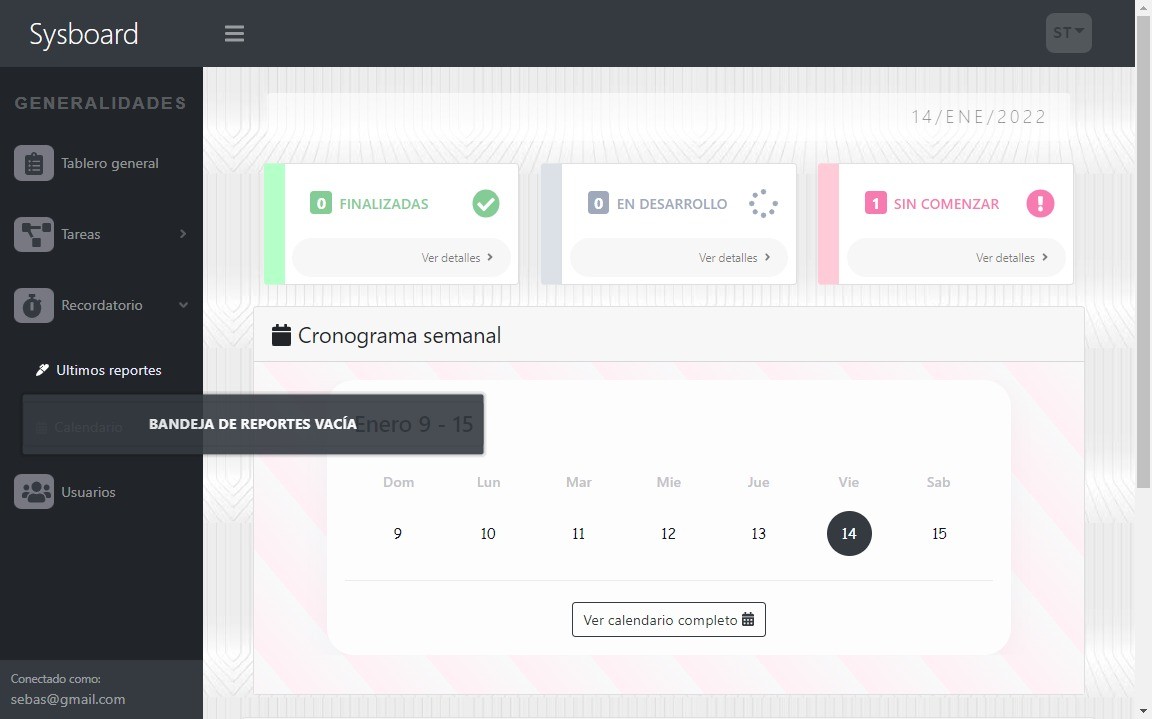 Sysboard
ST
GENERALIDADES
Tablero general
Tareas
Recordatorio
Ultimos reportes
Calendario
BANDEJA DE REPORTES VACÍA
Usuarios
Conectado como:
sebas@gmail.com
14/ENE/2022
0 FINALIZADAS
Ver detalles
0 EN DESARROLLO
Ver detalles
1 SIN COMENZAR
Ver detalles
Cronograma semanal
Enero 9 - 15
Dom Lun Mar Mie Jue Vie Sab
9 10 11 12 13 14 15
Ver calendario completo